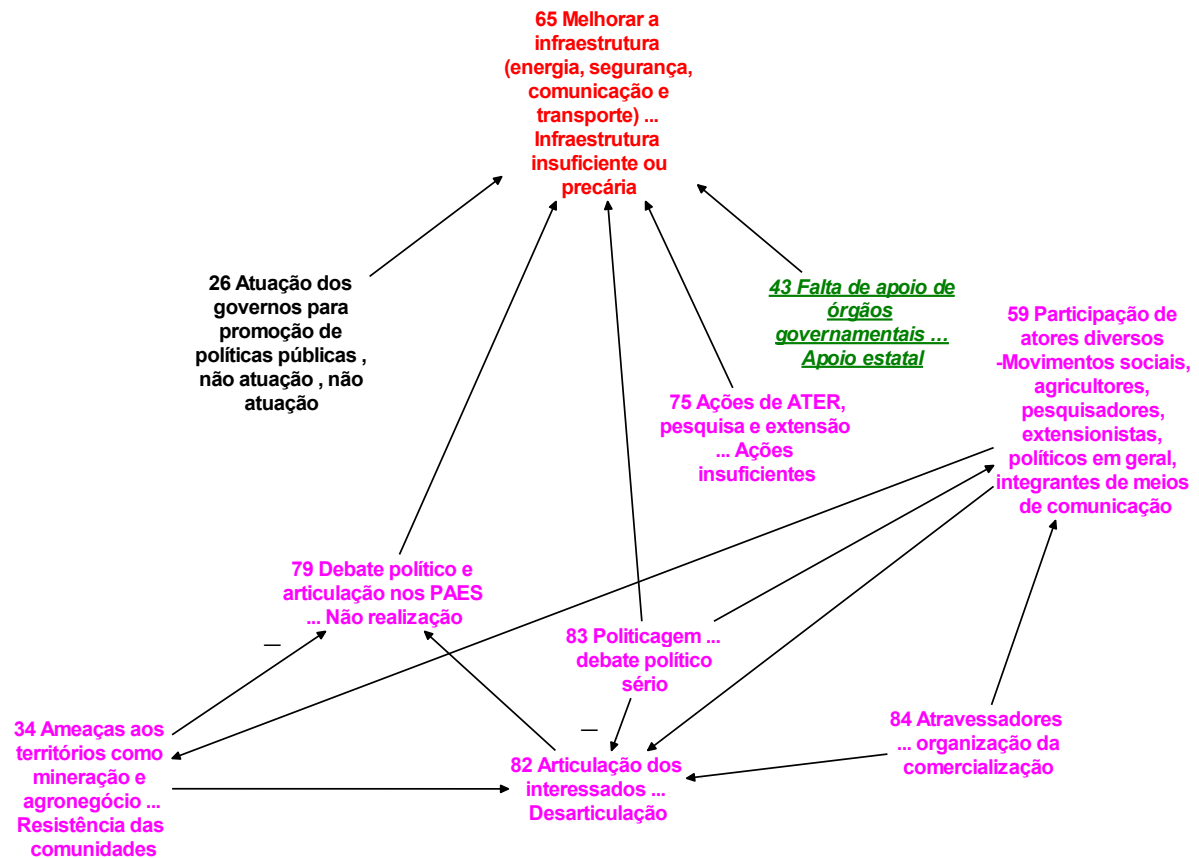 65 Melhorar a
infraestrutura
(energia, segurança,
comunicação e
transporte) ...
Infraestrutura
insuficiente ou
precária
26 Atuação dos
governos para
promoção de
políticas públicas ,
não atuação , não
atuação
43 Falta de apoio de
órgãos
governamentais ...
Apoio estatal
59 Participação de
atores diversos
-Movimentos sociais,
agricultores,
pesquisadores,
extensionistas,
políticos em geral,
integrantes de meios
de comunicação
75 Ações de ATER,
pesquisa e extensão
... Ações
insuficientes
79 Debate político e
articulação nos PAES
... Não realização
83 Politicagem ...
debate político
sério
34 Ameaças aos
territórios como
mineração e
agronegócio ...
Resistência das
comunidades
82 Articulação dos
interessados ...
Desarticulação
84 Atravessadores
... organização da
comercialização